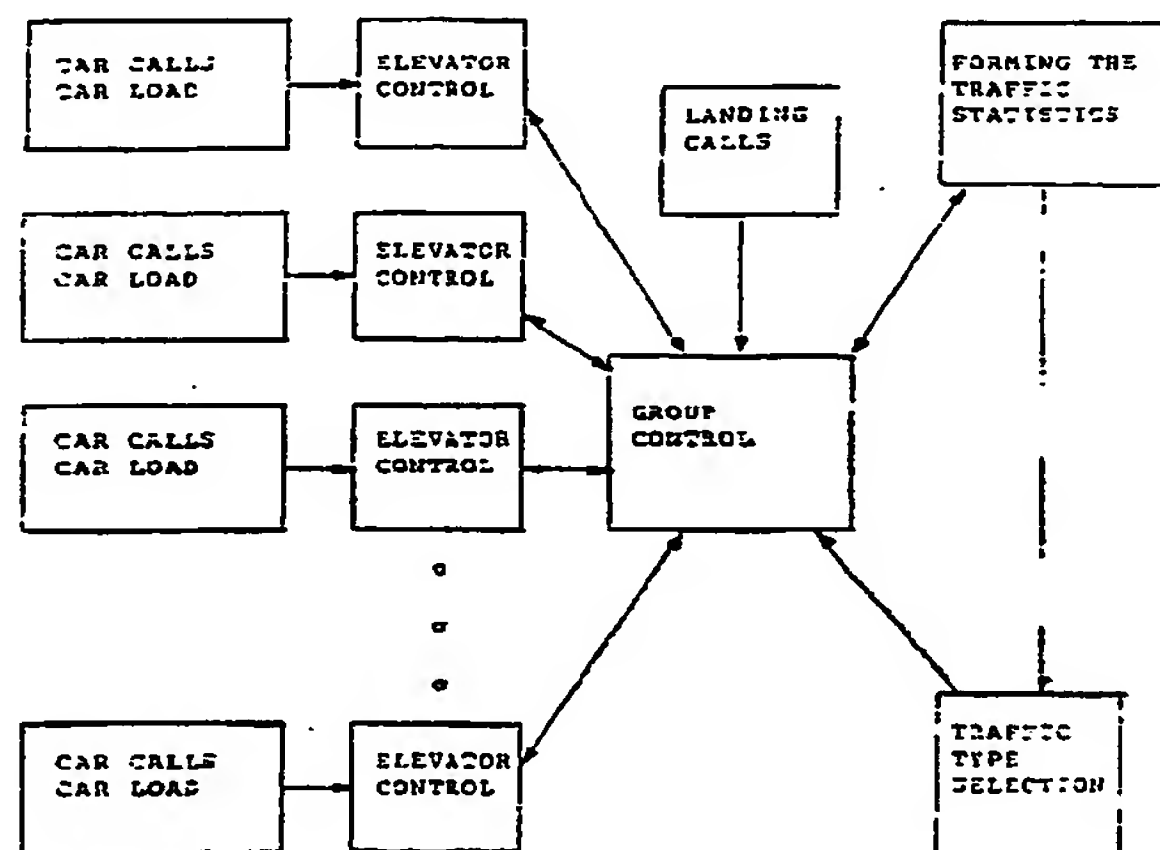 CAR CALLS
CAR LOAD
ELEVATOR
CONTROL
LANDING
CALLS
FORMING THE
TRAFFIC
STATISTICS
CAR CALLS
CAR LOAD
ELEVATOR
CONTROL
GROUP
CONTROL
CAR CALLS
CAR LOAD
ELEVATOR
CONTROL
CAR CALLS
CAR LOAD
ELEVATOR
CONTROL
TRAFFIC
TYPE
SELECTION